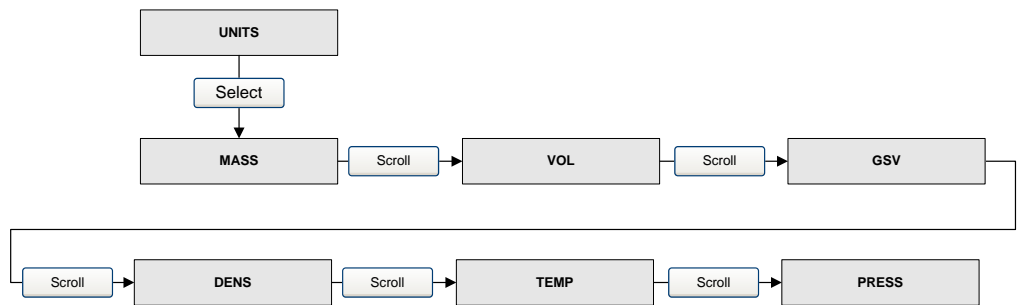 UNITS
Select
MASS
Scroll
VOL
Scroll
GSV
Scroll
DENS
Scroll
TEMP
Scroll
PRESS